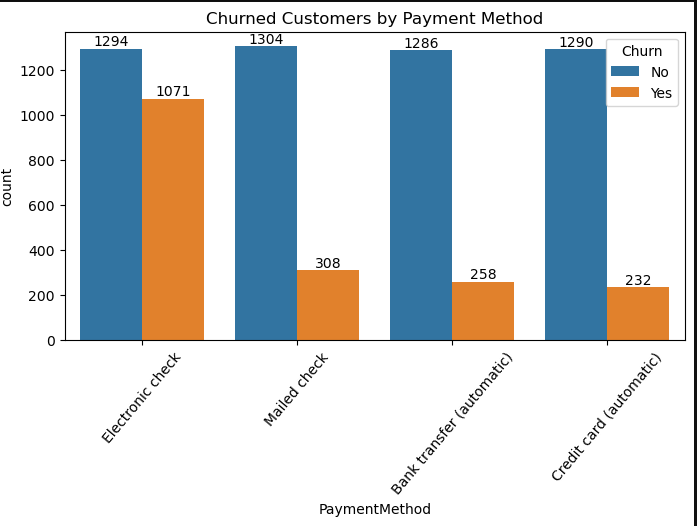 Churned Customers by Payment Method
1294
1304
1286
1290
Churn
No
Yes
1071
308
258
232
1200
1000
800
600
400
200
0
count
Electronic check
Mailed check
Bank transfer (automatic)
Credit card (automatic)
PaymentMethod